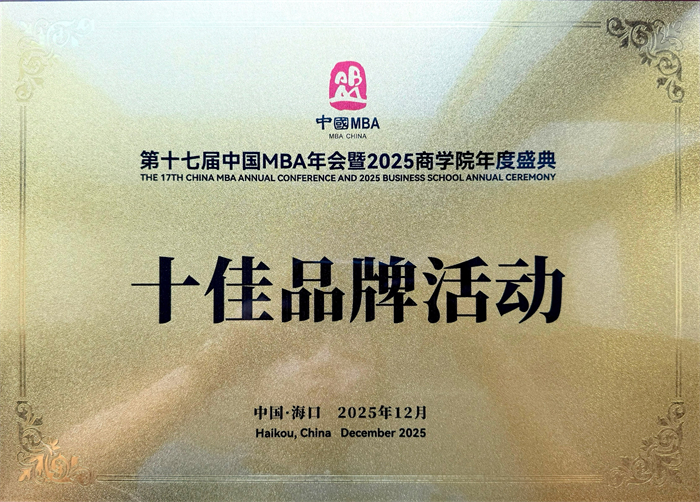 中國MBA
MBA CHINA
第十七届中国MBA年会暨2025商学院年度盛典
THE 17TH CHINA MBA ANNUAL CONFERENCE AND 2025 BUSINESS SCHOOL ANNUAL CEREMONY
十佳品牌活动
中国·海口 2025年12月
Haikou, China December 2025